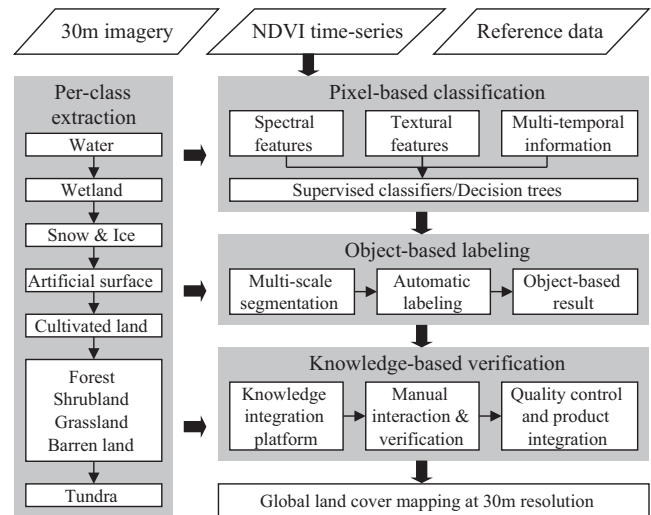 30m imagery
NDVI time-series
Reference data
Per-class
extraction
Water
Wetland
Snow & Ice
Artificial surface
Cultivated land
Forest
Shrubland
Grassland
Barren land
Tundra
Pixel-based classification
Spectral
features
Textural
features
Multi-temporal
information
Supervised classifiers/Decision trees
Object-based labeling
Multi-scale
segmentation
Automatic
labeling
Object-based
result
Knowledge-based verification
Knowledge
integration
platform
Manual
interaction &
verification
Quality control
and product
integration
Global land cover mapping at 30m resolution